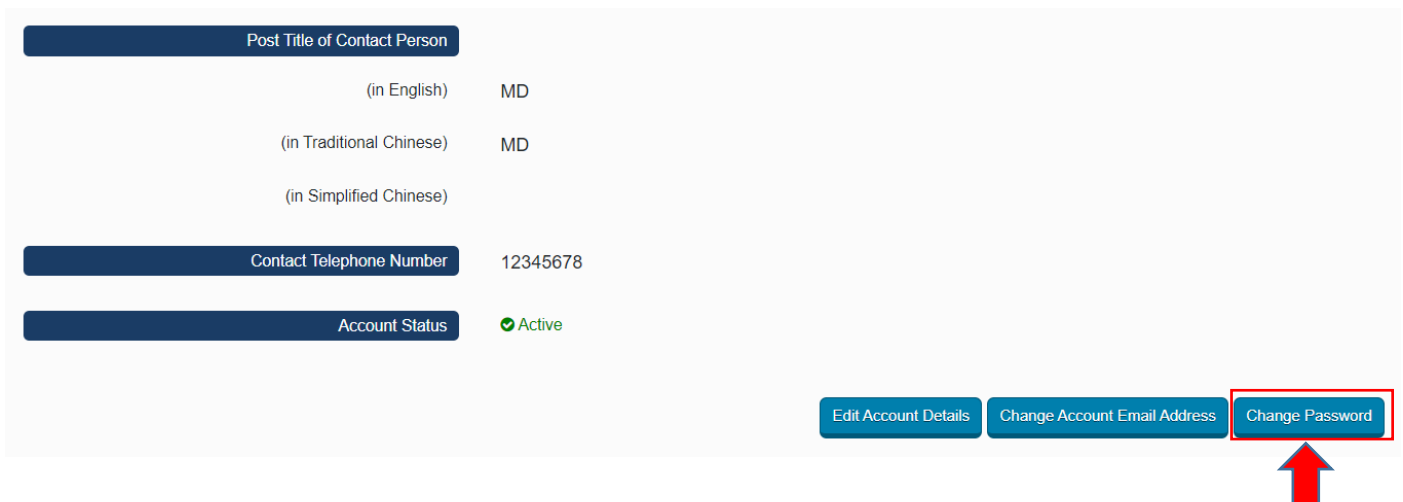 Post Title of Contact Person
(in English) MD
(in Traditional Chinese) MD
(in Simplified Chinese)
Contact Telephone Number 12345678
Account Status Active
Edit Account Details Change Account Email Address Change Password